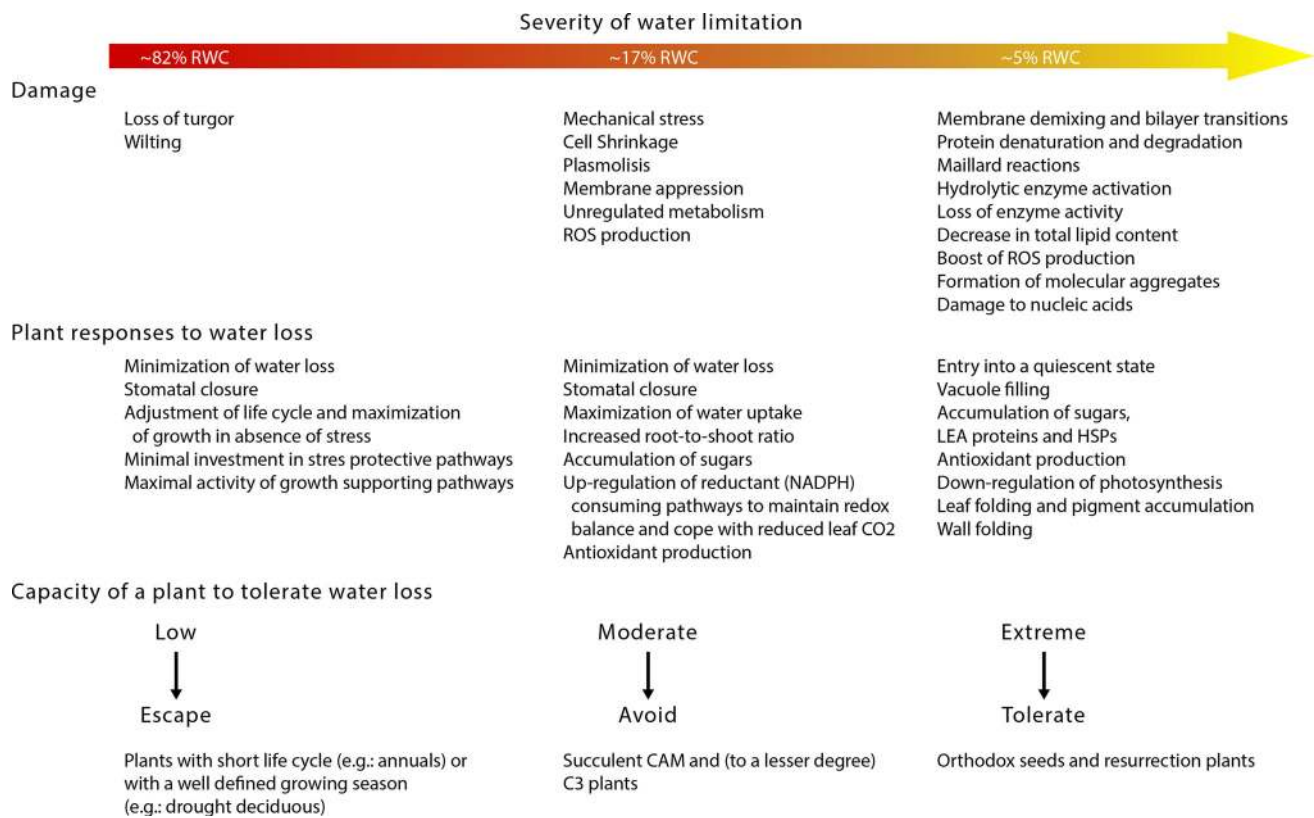 Severity of water limitation
~82% RWC
~17% RWC
~5% RWC
Damage
Loss of turgor
Wilting
Mechanical stress
Cell Shrinkage
Plasmolisis
Membrane appression
Unregulated metabolism
ROS production
Membrane demixing and bilayer transitions
Protein denaturation and degradation
Maillard reactions
Hydrolytic enzyme activation
Loss of enzyme activity
Decrease in total lipid content
Boost of ROS production
Formation of molecular aggregates
Damage to nucleic acids
Plant responses to water loss
Minimization of water loss
Stomatal closure
Adjustment of life cycle and maximization
of growth in absence of stress
Minimal investment in stres protective pathways
Maximal activity of growth supporting pathways
Minimization of water loss
Stomatal closure
Maximization of water uptake
Increased root-to-shoot ratio
Accumulation of sugars
Up-regulation of reductant (NADPH)
consuming pathways to maintain redox
balance and cope with reduced leaf CO2
Antioxidant production
Entry into a quiescent state
Vacuole filling
Accumulation of sugars,
LEA proteins and HSPs
Antioxidant production
Down-regulation of photosynthesis
Leaf folding and pigment accumulation
Wall folding
Capacity of a plant to tolerate water loss
Low
Escape
Plants with short life cycle (e.g.: annuals) or
with a well defined growing season
(e.g.: drought deciduous)
Moderate
Avoid
Succulent CAM and (to a lesser degree)
C3 plants
Extreme
Tolerate
Orthodox seeds and resurrection plants